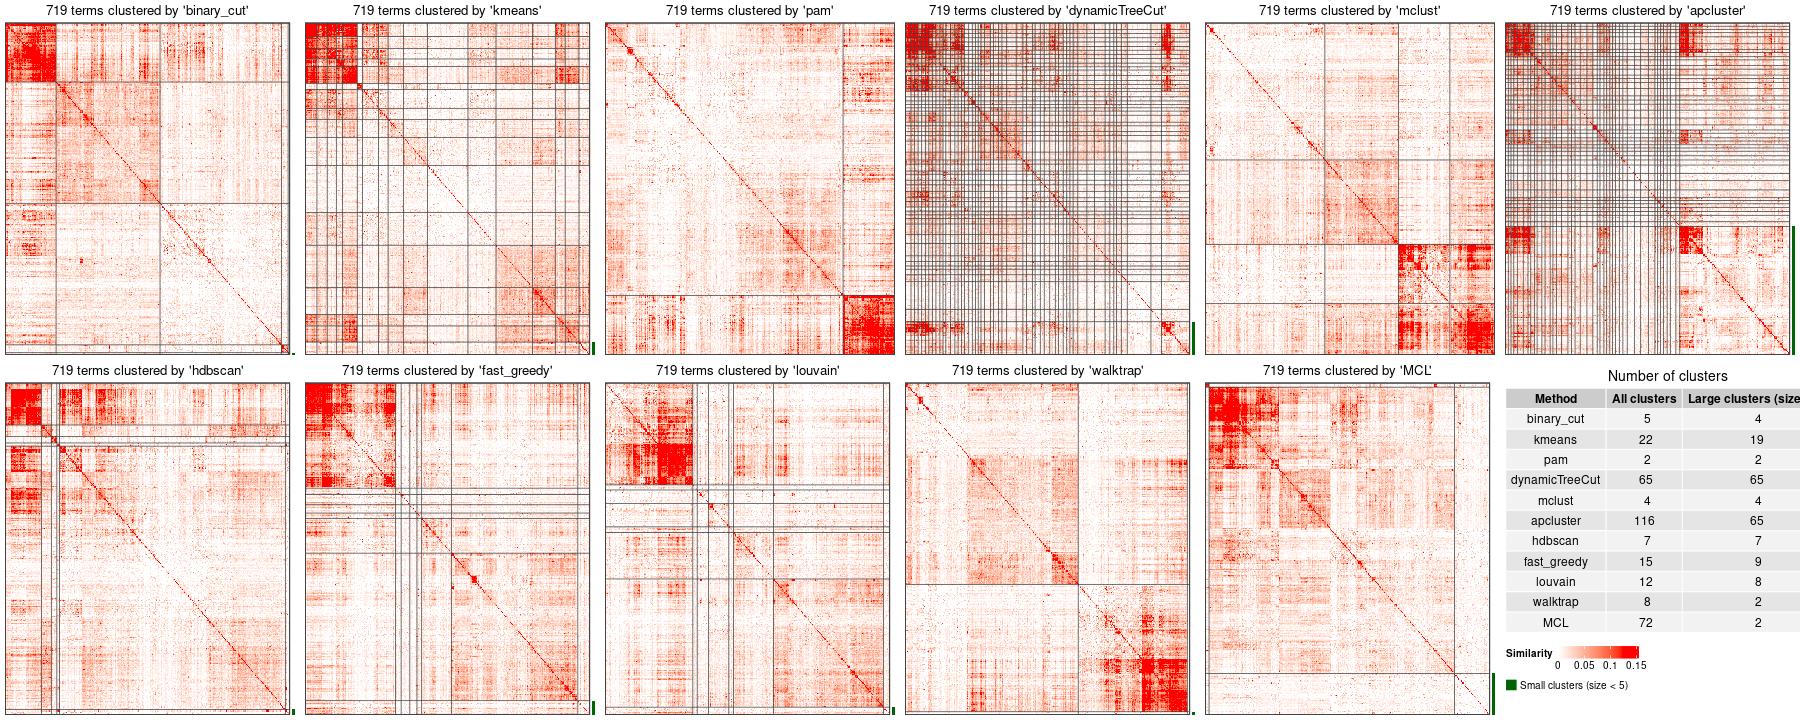 719 terms clustered by 'binary_cut'
719 terms clustered by 'kmeans'
719 terms clustered by 'pam'
719 terms clustered by 'dynamicTreeCut'
719 terms clustered by 'mclust'
719 terms clustered by 'apcluster'
719 terms clustered by 'hdbscan'
719 terms clustered by 'fast_greedy'
719 terms clustered by 'louvain'
719 terms clustered by 'walktrap'
719 terms clustered by 'MCL'
Number of clusters
Method All clusters Large clusters (size
binary_cut 5 4
kmeans 22 19
pam 2 2
dynamicTreeCut 65 65
mclust 4 4
apcluster 116 65
hdbscan 7 7
fast_greedy 15 9
louvain 12 8
walktrap 8 2
MCL 72 2
Similarity
0 0.05 0.1 0.15
Small clusters (size < 5)